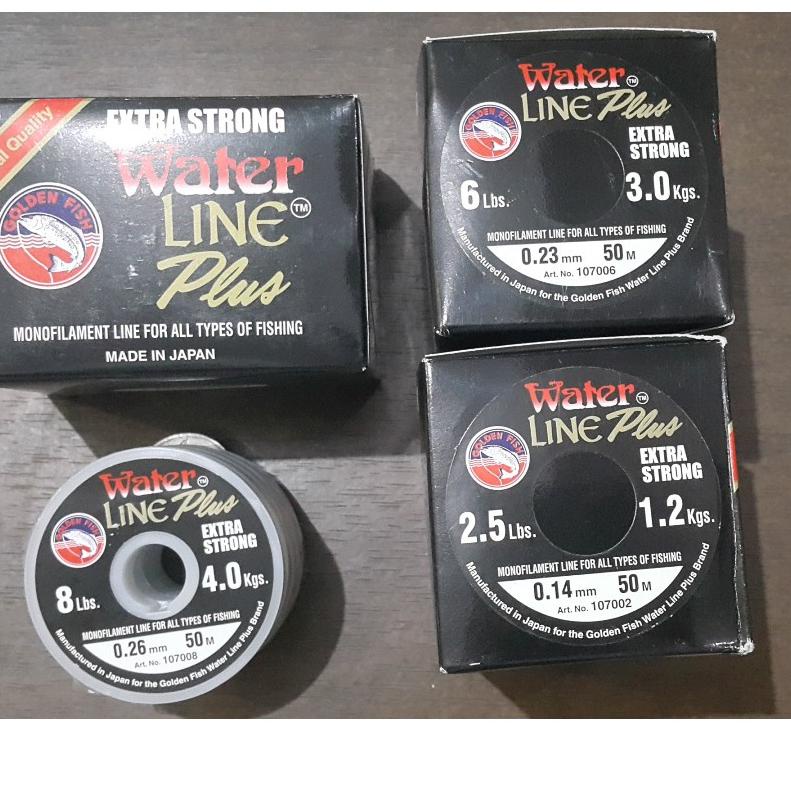 al Quality
EXTRA STRONG
Water
LINE TM
Plus
GOLDEN FISH
MONOFILAMENT LINE FOR ALL TYPES OF FISHING
MADE IN JAPAN
Water TM
LINE Plus
GOLDEN FISH
EXTRA
STRONG
6 Lbs. 3.0 Kgs.
MONOFILAMENT LINE FOR ALL TYPES OF FISHING
0.23 mm 50 M
Art. No. 107006
Manufactured in Japan for the Golden Fish Water Line Plus Brand
Water TM
LINE Plus
GOLDEN FISH
EXTRA
STRONG
2.5 Lbs. 1.2 Kgs.
MONOFILAMENT LINE FOR ALL TYPES OF FISHING
0.14 mm 50 M
Art. No. 107002
Manufactured in Japan for the Golden Fish Water Line Plus Brand
Water TM
LINE Plus
GOLDEN FISH
EXTRA
STRONG
8 Lbs. 4.0 Kgs.
MONOFILAMENT LINE FOR ALL TYPES OF FISHING
0.26 mm 50 M
Art. No. 107008
Manufactured in Japan for the Golden Fish Water Line Plus Brand